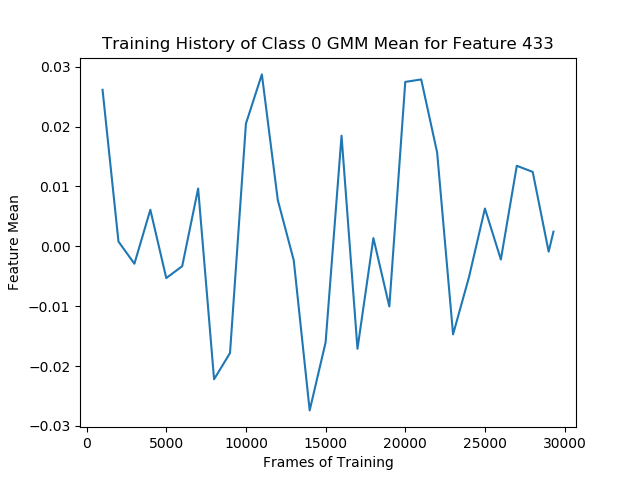 Training History of Class 0 GMM Mean for Feature 433
0.03
0.02
0.01
0.00
−0.01
−0.02
−0.03
Feature Mean
0 5000 10000 15000 20000 25000 30000
Frames of Training